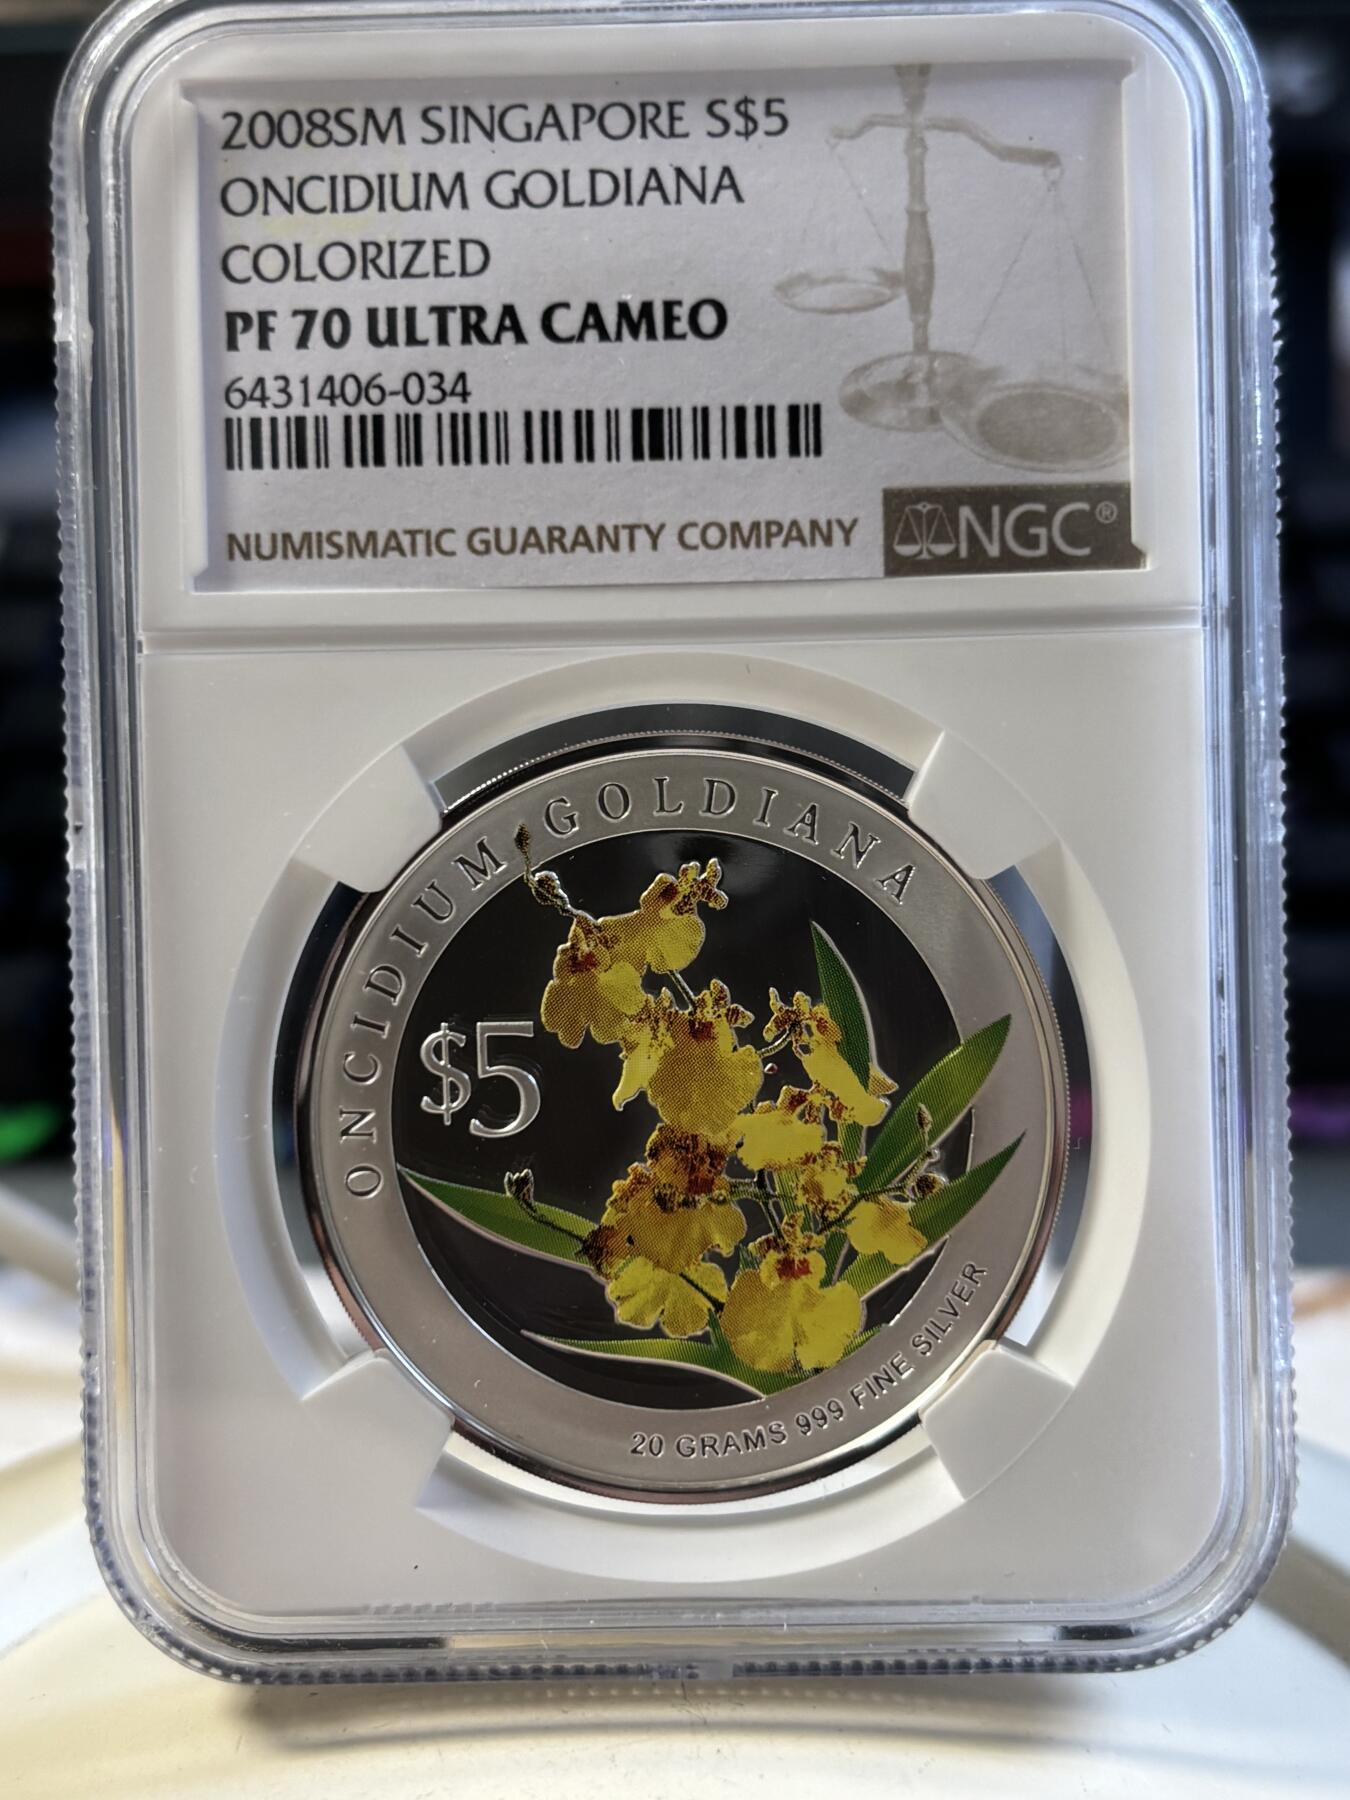 2008SM SINGAPORE S$5
ONCIDIUM GOLDIANA
COLORIZED
PF 70 ULTRA CAMEO
6431406-034
NUMISMATIC GUARANTY COMPANY
NGC®
ONCIDIUM GOLDIANA
$5
20 GRAMS 999 FINE SILVER